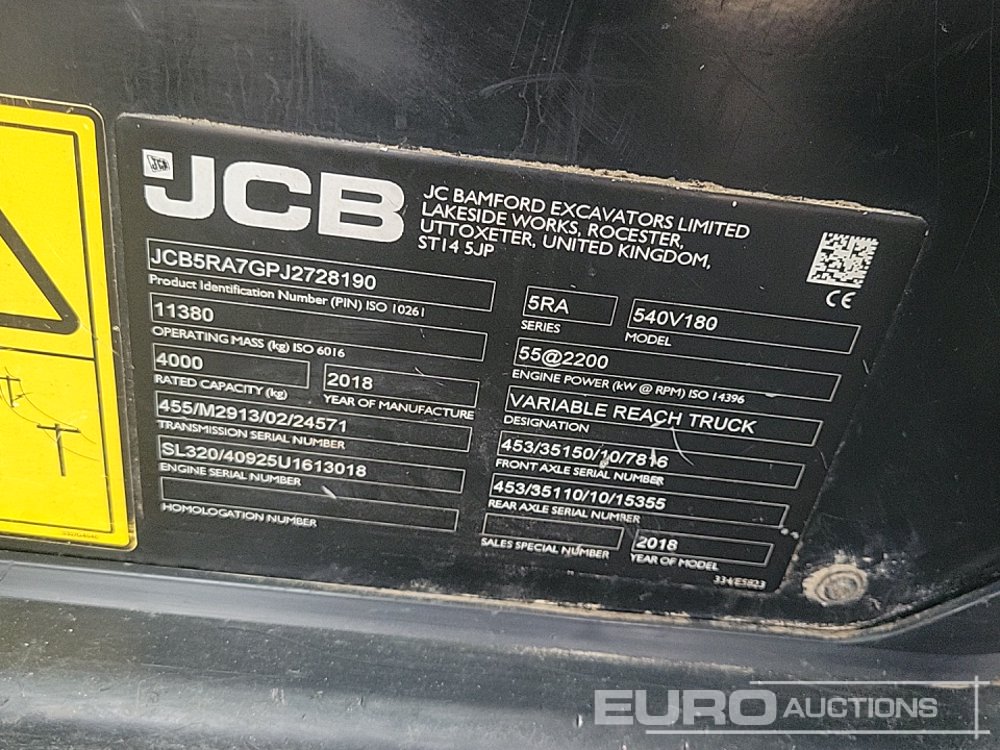 JCB
JC BAMFORD EXCAVATORS LIMITED
LAKESIDE WORKS, ROCESTER,
UTTOXETER, UNITED KINGDOM,
ST14 5JP
CE
JCB5RA7GPJ2728190
Product Identification Number (PIN) ISO 10261
11380
OPERATING MASS (kg) ISO 6016
4000
RATED CAPACITY (kg)
2018
YEAR OF MANUFACTURE
455/M2913/02/24571
TRANSMISSION SERIAL NUMBER
SL320/40925U1613018
ENGINE SERIAL NUMBER
HOMOLOGATION NUMBER
5RA
SERIES
540V180
MODEL
55@2200
ENGINE POWER (kW @ RPM) ISO 14396
VARIABLE REACH TRUCK
DESIGNATION
453/35150/10/7816
FRONT AXLE SERIAL NUMBER
453/35110/10/15355
REAR AXLE SERIAL NUMBER
SALES SPECIAL NUMBER
2018
YEAR OF MODEL
334/E5823
EURO AUCTIONS